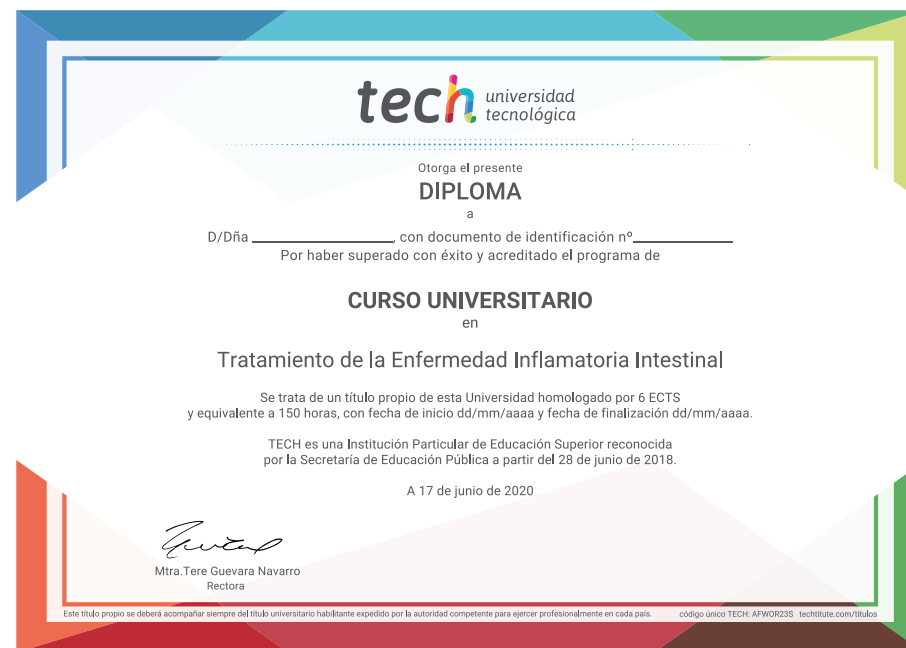 tech universidad
tecnológica
Otorga el presente
DIPLOMA
a
D/Dña ____________________, con documento de identificación nº______________
Por haber superado con éxito y acreditado el programa de
CURSO UNIVERSITARIO
en
Tratamiento de la Enfermedad Inflamatoria Intestinal
Se trata de un título propio de esta Universidad homologado por 6 ECTS
y equivalente a 150 horas, con fecha de inicio dd/mm/aaaa y fecha de finalización dd/mm/aaaa.
TECH es una Institución Particular de Educación Superior reconocida
por la Secretaría de Educación Pública a partir del 28 de junio de 2018.
A 17 de junio de 2020
Mtra.Tere Guevara Navarro
Rectora
Este título propio se deberá acompañar siempre del título universitario habilitante expedido por la autoridad competente para ejercer profesionalmente en cada país. código único TECH: AFWOR23S techtitute.com/titulos